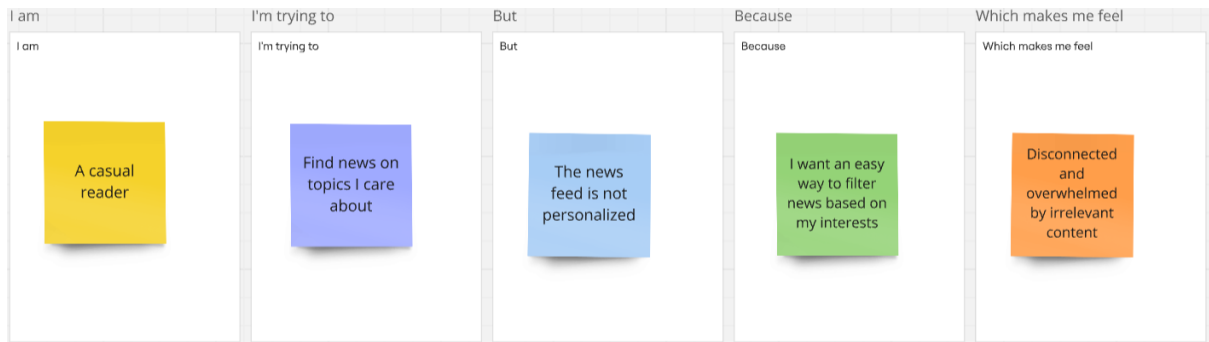 I am
I'm trying to
But
Because
Which makes me feel
I am
I'm trying to
But
Because
Which makes me feel
A casual
reader
Find news on
topics I care
about
The news
feed is not
personalized
I want an easy
way to filter
news based on
my interests
Disconnected
and
overwhelmed
by irrelevant
content